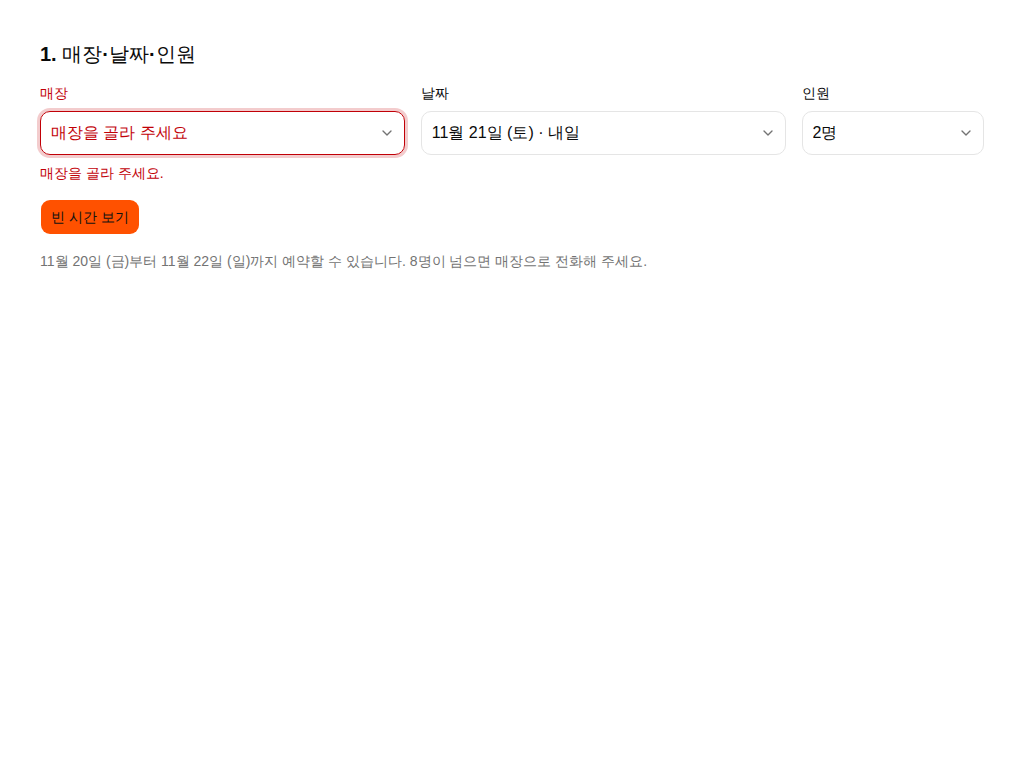 1. 매장·날짜·인원
매장 날짜 인원
매장을 골라 주세요 11월 21일 (토) · 내일 2명
매장을 골라 주세요.
빈 시간 보기
11월 20일 (금)부터 11월 22일 (일)까지 예약할 수 있습니다. 8명이 넘으면 매장으로 전화해 주세요.